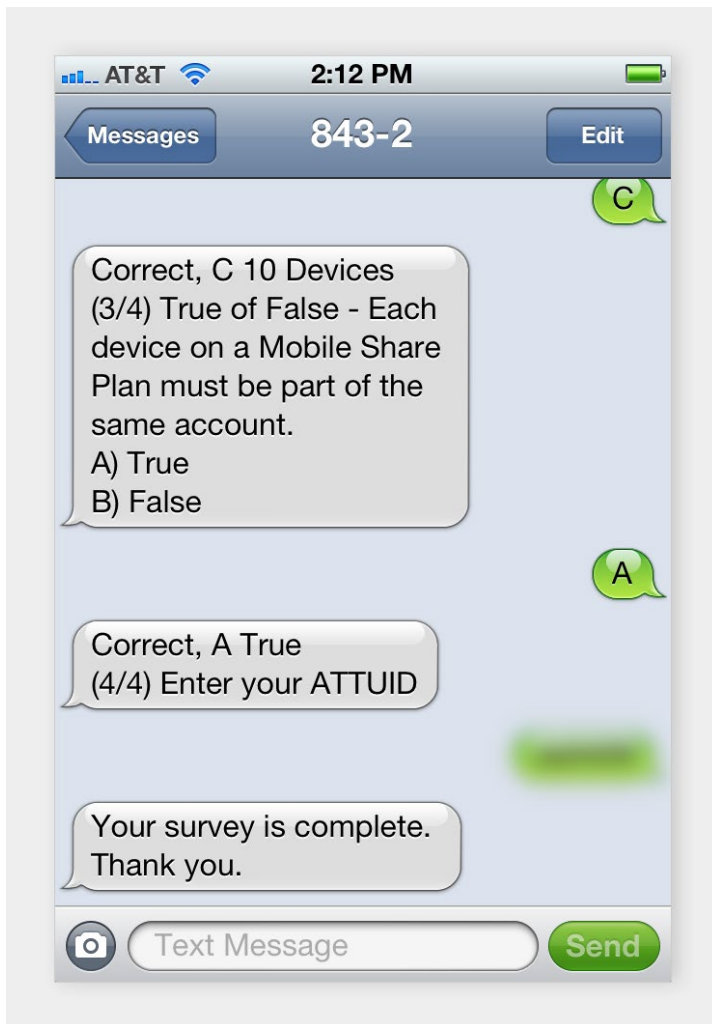 AT&T 2:12 PM
Messages 843-2 Edit
C
Correct, C 10 Devices
(3/4) True of False - Each
device on a Mobile Share
Plan must be part of the
same account.
A) True
B) False
A
Correct, A True
(4/4) Enter your ATTUID
Your survey is complete.
Thank you.
Text Message Send